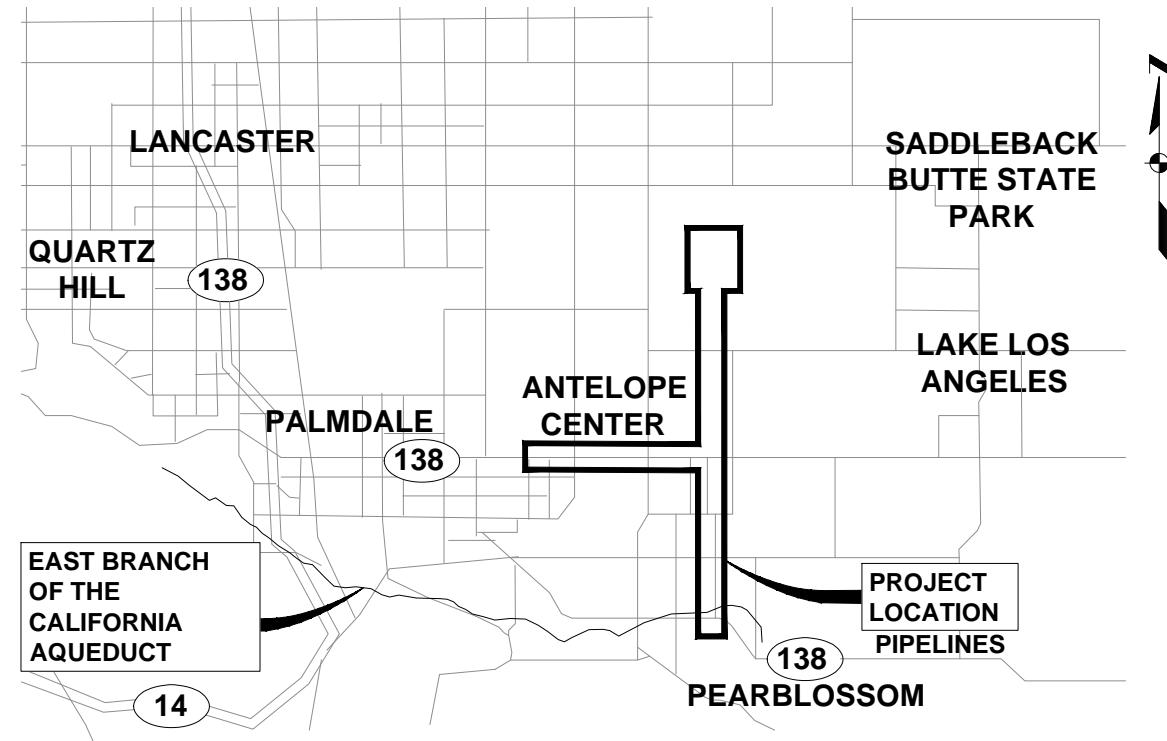 LANCASTER
SADDLEBACK
BUTTE STATE
PARK
QUARTZ
HILL
138
LAKE LOS
ANGELES
ANTELOPE
CENTER
PALMDALE
138
EAST BRANCH
OF THE
CALIFORNIA
AQUEDUCT
PROJECT
LOCATION
PIPELINES
138
PEARBLOSSOM
14